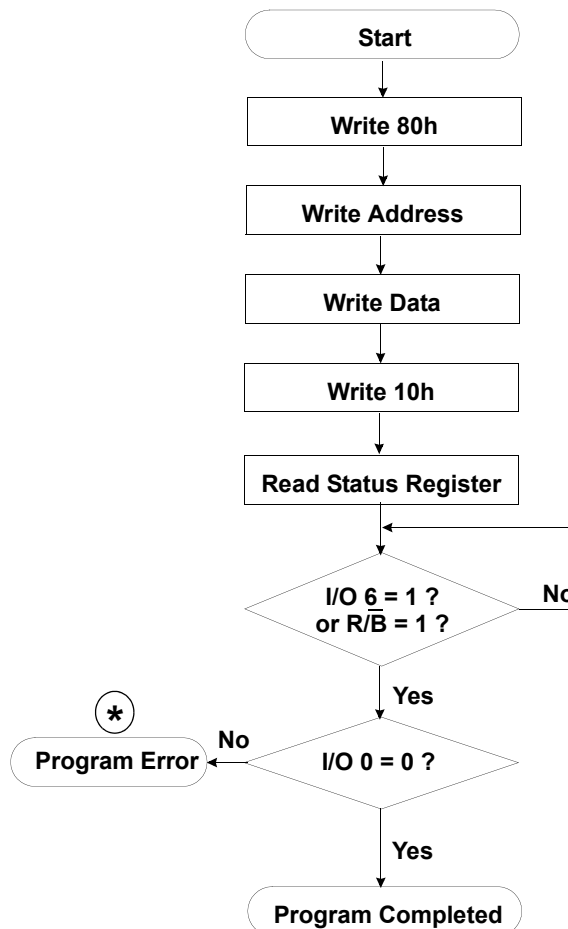 Start
Write 80h
Write Address
Write Data
Write 10h
Read Status Register
I/O 6 = 1 ?
or R/B̅ = 1 ?
No
Yes
*
No
Program Error
I/O 0 = 0 ?
Yes
Program Completed